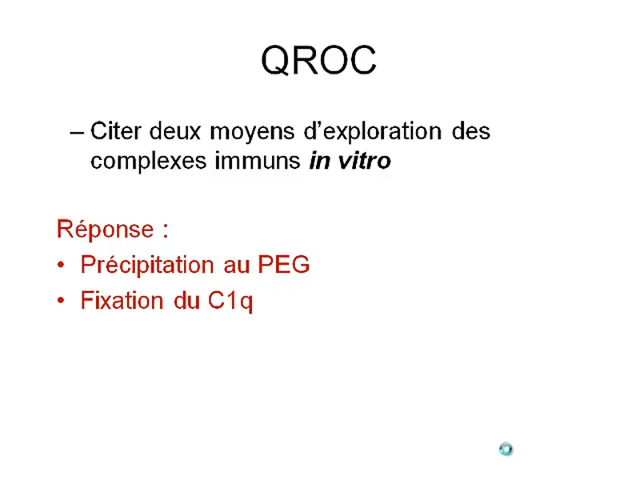 QROC
– Citer deux moyens d'exploration des
complexes immuns in vitro
Réponse :
• Précipitation au PEG
• Fixation du C1q